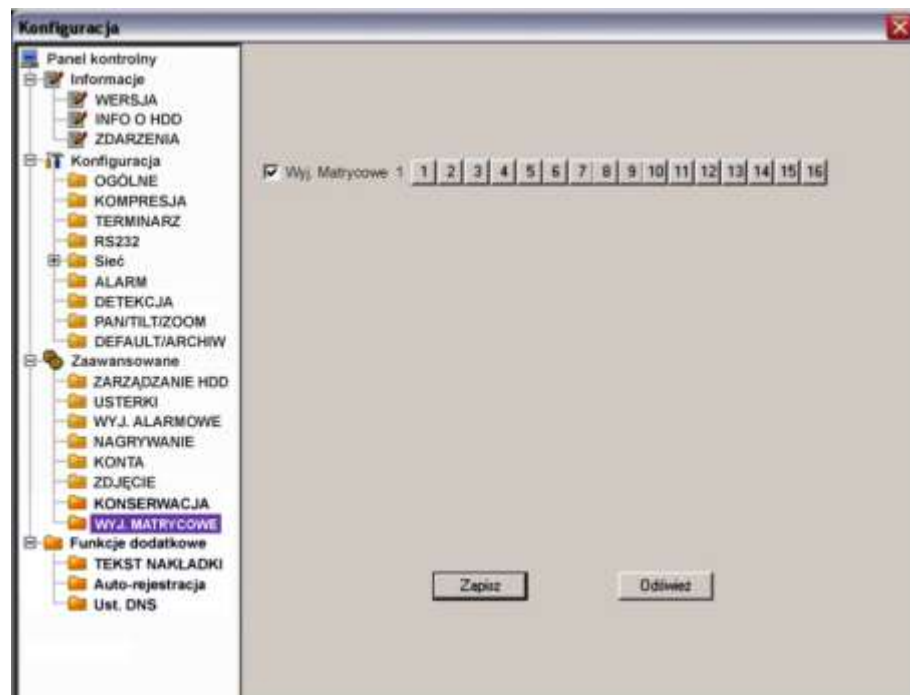 Konfiguracja
Panel kontrolny
Informacje
WERSJA
INFO O HDD
ZDARZENIA
Konfiguracja
OGÓLNE
KOMPRESJA
TERMINARZ
RS232
Sieć
ALARM
DETEKCJA
PAN/TILT/ZOOM
DEFAULT/ARCHIW
Zaawansowane
ZARZĄDZANIE HDD
USTERKI
WYJ. ALARMOWE
NAGRYWANIE
KONTA
ZDJĘCIE
KONSERWACJA
WYJ. MATRYCOWE
Funkcje dodatkowe
TEKST NAKŁADKI
Auto-rejestracja
Ust. DNS
Wyj. Matrycowe 1 1 2 3 4 5 6 7 8 9 10 11 12 13 14 15 16
Zapisz Odśwież